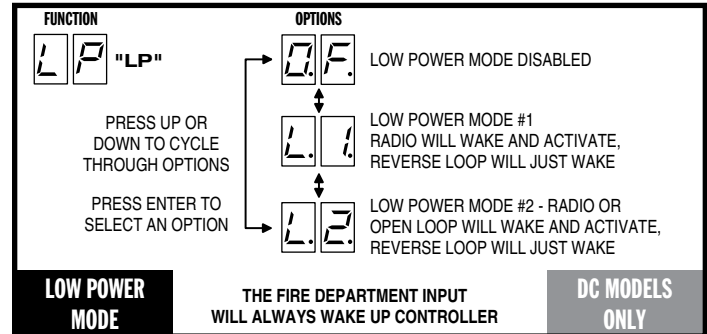 FUNCTION
OPTIONS
LP "LP"
O.F. LOW POWER MODE DISABLED
PRESS UP OR
DOWN TO CYCLE
THROUGH OPTIONS
L.1. LOW POWER MODE #1
RADIO WILL WAKE AND ACTIVATE,
REVERSE LOOP WILL JUST WAKE
PRESS ENTER TO
SELECT AN OPTION
L.2. LOW POWER MODE #2 - RADIO OR
OPEN LOOP WILL WAKE AND ACTIVATE,
REVERSE LOOP WILL JUST WAKE
LOW POWER
MODE
THE FIRE DEPARTMENT INPUT
WILL ALWAYS WAKE UP CONTROLLER
DC MODELS
ONLY